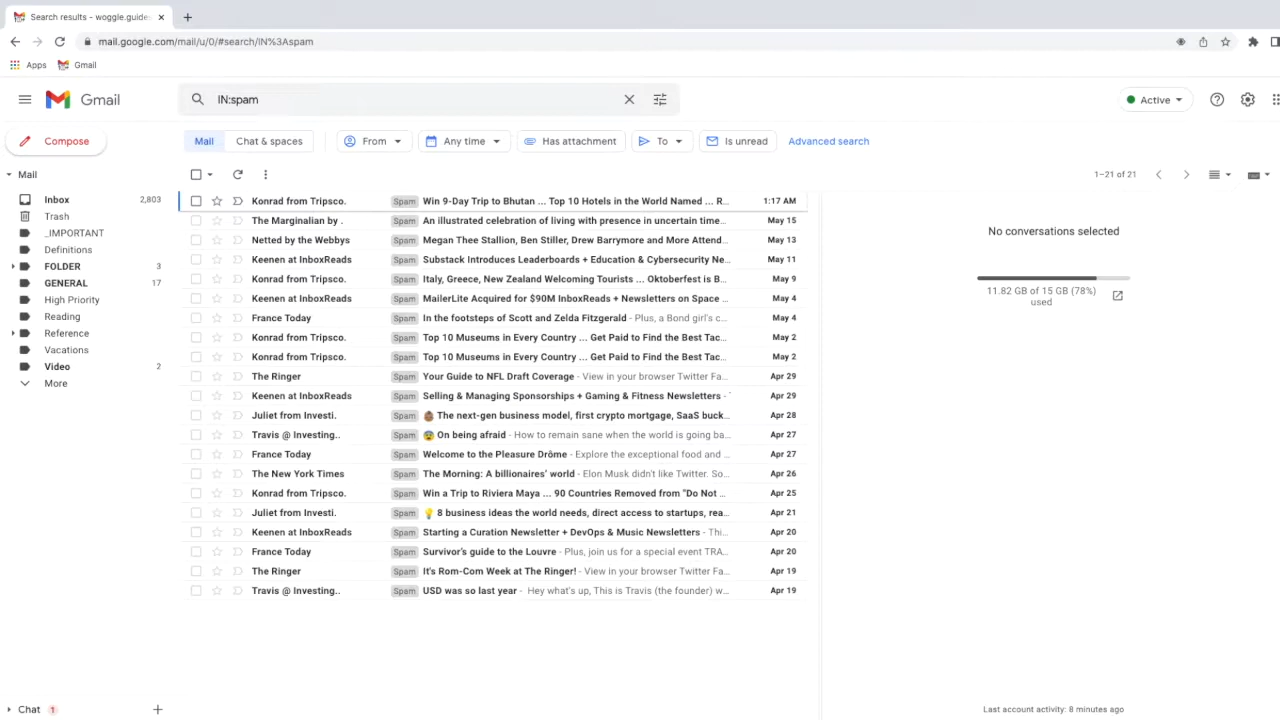 Search results - woggle.guide
mail.google.com/mail/u/0/#search/IN%3Aspam
Apps Gmail
Gmail IN:spam Active
Compose Mail Chat & spaces From Any time Has attachment To Is unread Advanced search
Mail 1–21 of 21
Inbox 2,803
Trash
_IMPORTANT
Definitions
FOLDER 3
GENERAL 17
High Priority
Reading
Reference
Vacations
Video 2
More
Konrad from Tripsco. Spam Win 9-Day Trip to Bhutan ... Top 10 Hotels in the World Named ... R... 1:17 AM
The Marginalian by . Spam An illustrated celebration of living with presence in uncertain time... May 15
Netted by the Webbys Spam Megan Thee Stallion, Ben Stiller, Drew Barrymore and More Attend... May 13
Keenen at InboxReads Spam Substack Introduces Leaderboards + Education & Cybersecurity Ne... May 11
Konrad from Tripsco. Spam Italy, Greece, New Zealand Welcoming Tourists ... Oktoberfest is B... May 9
Keenen at InboxReads Spam MailerLite Acquired for $90M InboxReads + Newsletters on Space ... May 4
France Today Spam In the footsteps of Scott and Zelda Fitzgerald - Plus, a Bond girl's c... May 4
Konrad from Tripsco. Spam Top 10 Museums in Every Country ... Get Paid to Find the Best Tac... May 2
Konrad from Tripsco. Spam Top 10 Museums in Every Country ... Get Paid to Find the Best Tac... May 2
The Ringer Spam Your Guide to NFL Draft Coverage - View in your browser Twitter Fa... Apr 29
Keenen at InboxReads Spam Selling & Managing Sponsorships + Gaming & Fitness Newsletters - Apr 29
Juliet from Investi. Spam The next-gen business model, first crypto mortgage, SaaS buck... Apr 28
Travis @ Investing.. Spam 😨 On being afraid - How to remain sane when the world is going ba... Apr 27
France Today Spam Welcome to the Pleasure Drôme - Explore the exceptional food and ... Apr 27
The New York Times Spam The Morning: A billionaires' world - Elon Musk didn't like Twitter. So... Apr 26
Konrad from Tripsco. Spam Win a Trip to Riviera Maya ... 90 Countries Removed from "Do Not ... Apr 25
Juliet from Investi. Spam 💡 8 business ideas the world needs, direct access to startups, rea... Apr 21
Keenen at InboxReads Spam Starting a Curation Newsletter + DevOps & Music Newsletters - Thi... Apr 20
France Today Spam Survivor's guide to the Louvre - Plus, join us for a special event TRA... Apr 20
The Ringer Spam It's Rom-Com Week at The Ringer! - View in your browser Twitter Fa... Apr 19
Travis @ Investing.. Spam USD was so last year - Hey what's up, This is Travis (the founder) w... Apr 19
No conversations selected
11.82 GB of 15 GB (78%)
used
Chat 1
Last account activity: 8 minutes ago